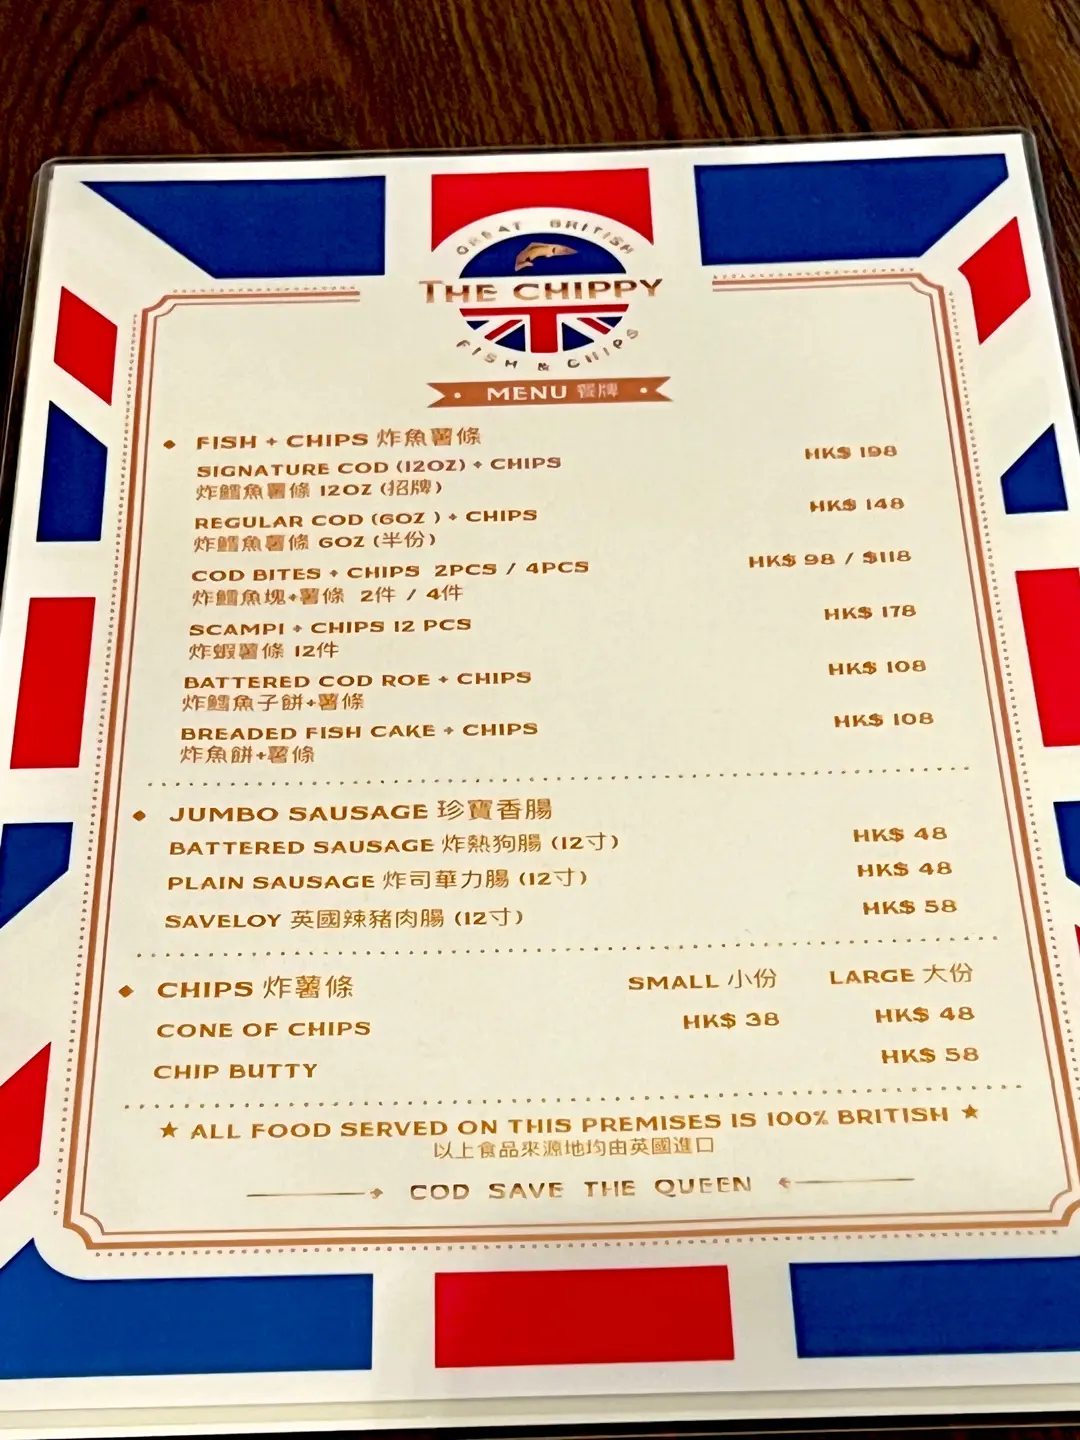 GREAT BRITISH
THE CHIPPY
FISH & CHIPS
MENU 餐牌
FISH + CHIPS 炸魚薯條
SIGNATURE COD (12OZ) + CHIPS HK$ 198
炸鱈魚薯條 12OZ (招牌)
REGULAR COD (6OZ ) + CHIPS HK$ 148
炸鱈魚薯條 6OZ (半份)
COD BITES + CHIPS 2PCS / 4PCS HK$ 98 / $118
炸鱈魚塊+薯條 2件 / 4件
SCAMPI + CHIPS 12 PCS HK$ 178
炸蝦薯條 12件
BATTERED COD ROE + CHIPS HK$ 108
炸鱈魚子餅+薯條
BREADED FISH CAKE + CHIPS HK$ 108
炸魚餅+薯條
JUMBO SAUSAGE 珍寶香腸
BATTERED SAUSAGE 炸熱狗腸 (12寸) HK$ 48
PLAIN SAUSAGE 炸司華力腸 (12寸) HK$ 48
SAVELOY 英國辣豬肉腸 (12寸) HK$ 58
CHIPS 炸薯條 SMALL 小份 LARGE 大份
CONE OF CHIPS HK$ 38 HK$ 48
CHIP BUTTY HK$ 58
★ ALL FOOD SERVED ON THIS PREMISES IS 100% BRITISH ★
以上食品來源地均由英國進口
COD SAVE THE QUEEN